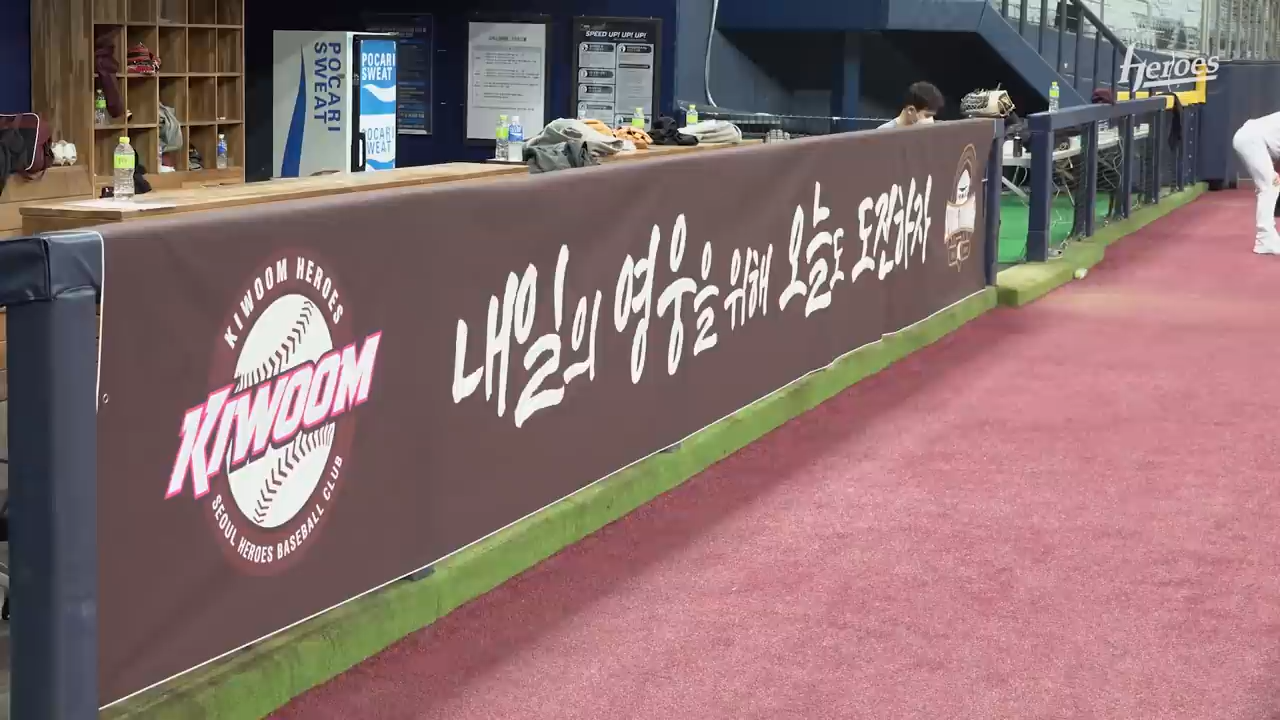 Heroes
POCARI SWEAT
POCARI SWEAT
SWEAT
SPEED UP! UP! UP!
KIWOOM HEROES
KIWOOM
SEOUL HEROES BASEBALL CLUB
내일의 영웅을 위해 오늘도 도전하자